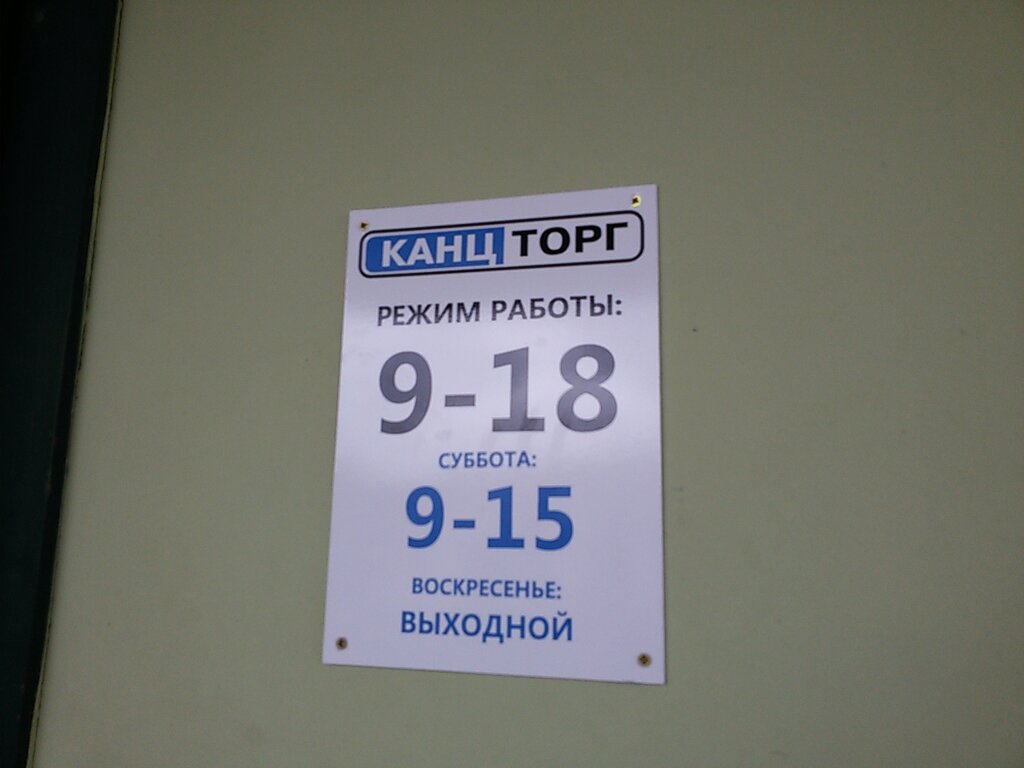 КАНЦ ТОРГ
РЕЖИМ РАБОТЫ:
9-18
СУББОТА:
9-15
ВОСКРЕСЕНЬЕ:
ВЫХОДНОЙ